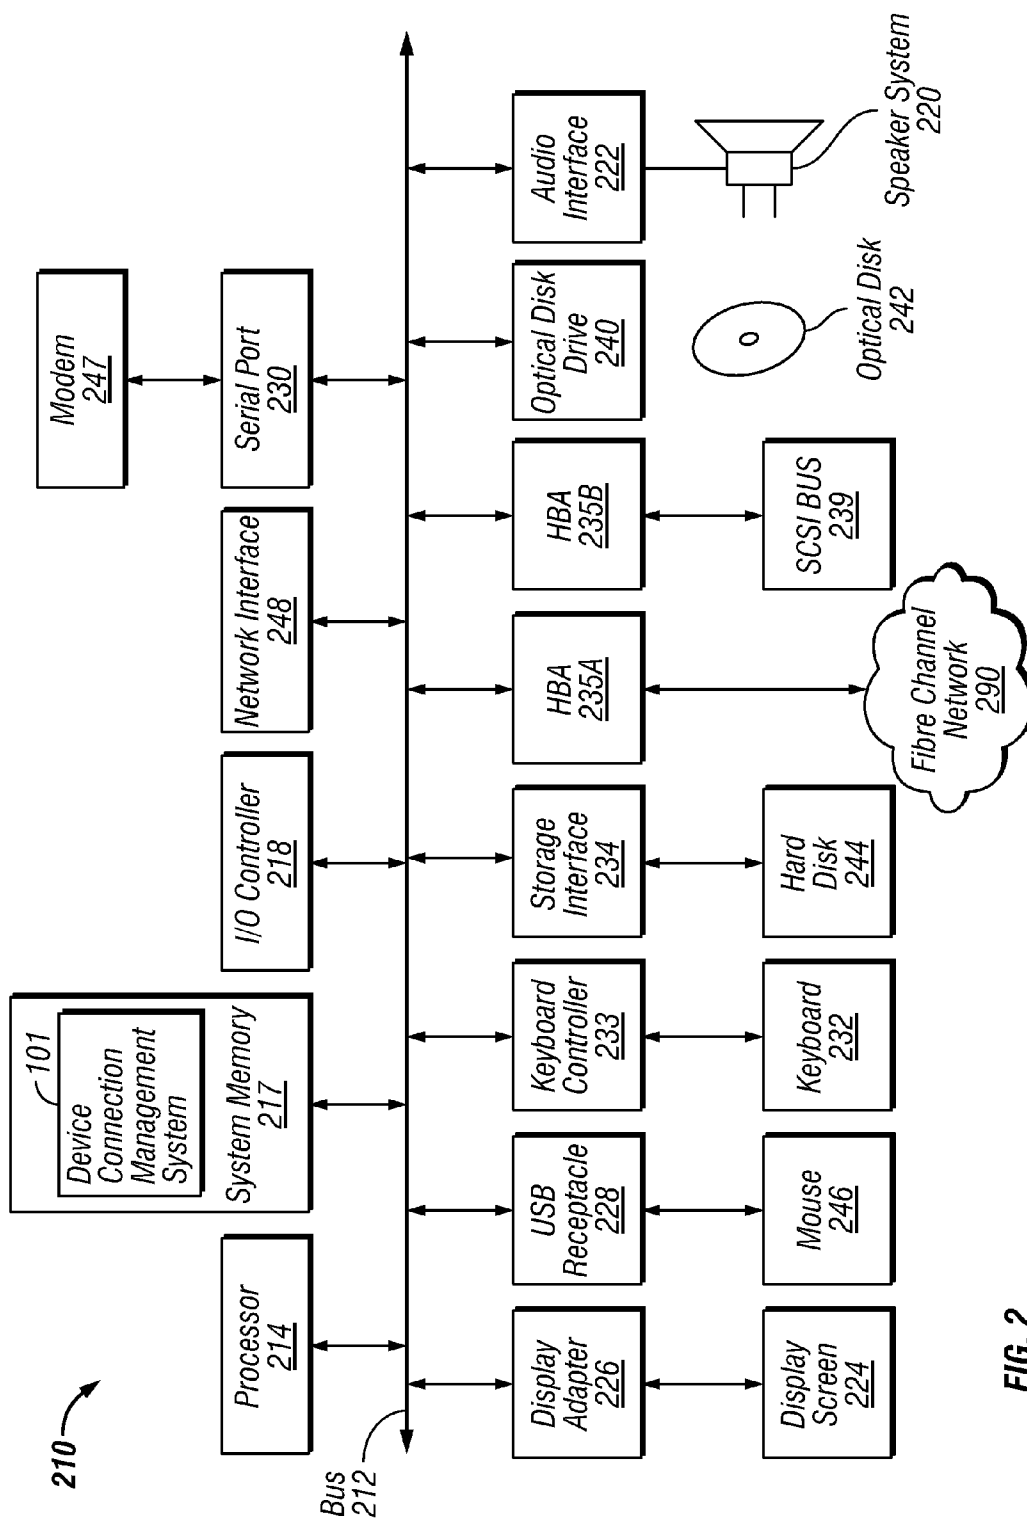 210
Processor
214
Device
Connection
Management
System
101
System Memory
217
I/O Controller
218
Network Interface
248
Modem
247
Serial Port
230
Bus
212
Display
Adapter
226
USB
Receptacle
228
Keyboard
Controller
233
Storage
Interface
234
HBA
235A
HBA
235B
Optical Disk
Drive
240
Audio
Interface
222
Display
Screen
224
Mouse
246
Keyboard
232
Hard
Disk
244
Fibre Channel
Network
290
SCSI BUS
239
Optical Disk
242
Speaker System
220
FIG. 2